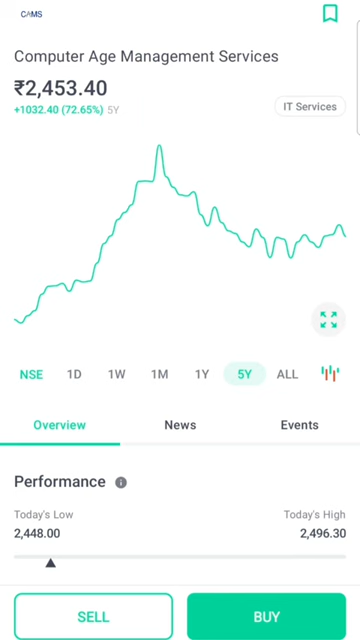 CAMS
Computer Age Management Services
₹2,453.40
+1032.40 (72.65%) 5Y
IT Services
NSE 1D 1W 1M 1Y 5Y ALL
Overview News Events
Performance
Today's Low Today's High
2,448.00 2,496.30
SELL BUY